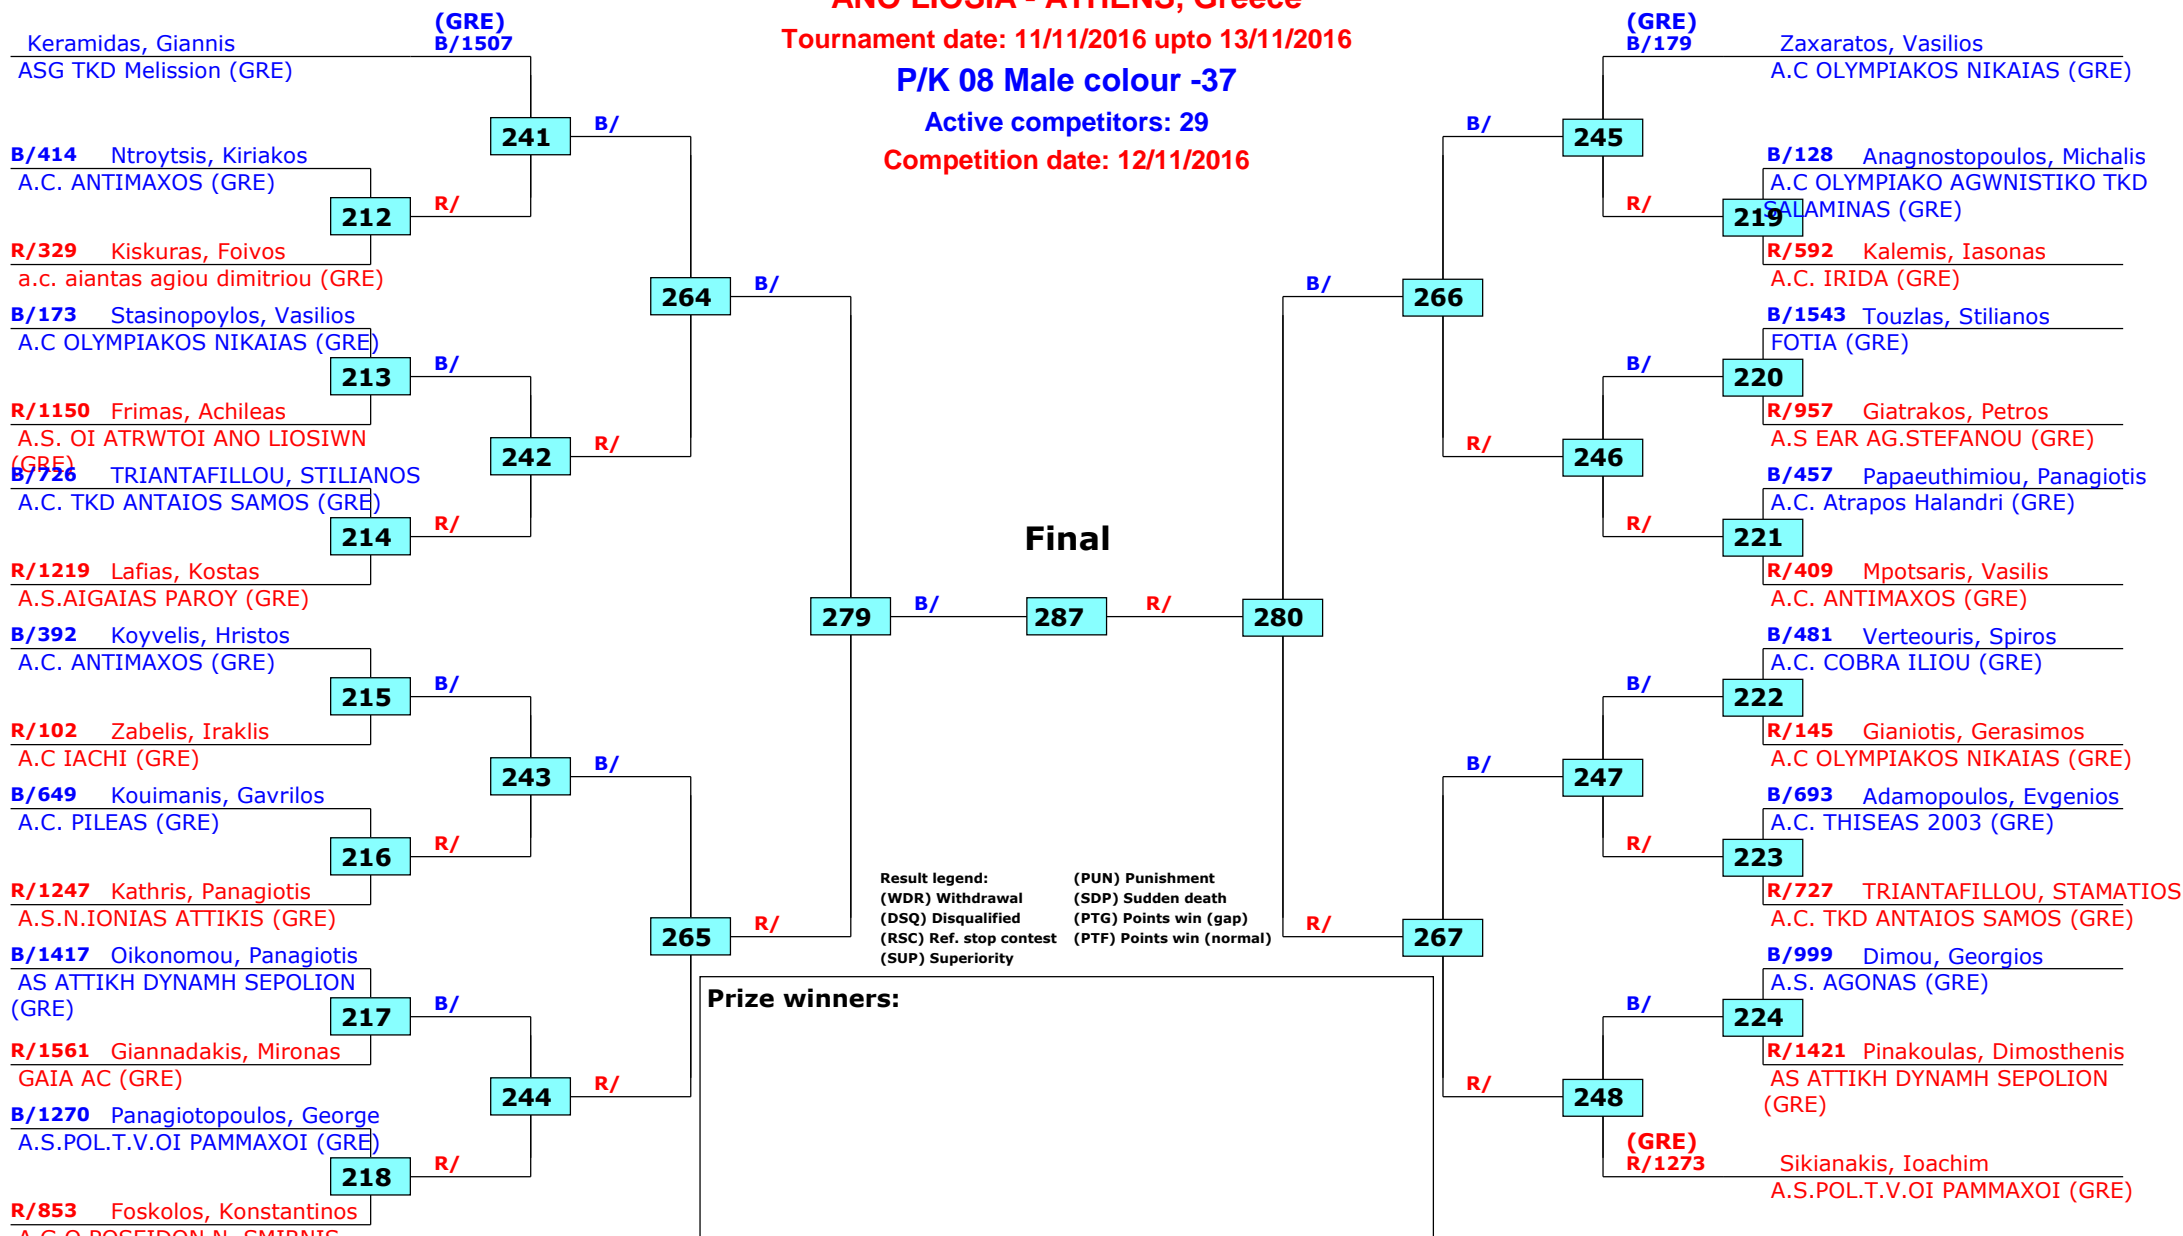 ANO LIOSIA - ATHENS, Greece
Tournament date: 11/11/2016 upto 13/11/2016
P/K 08 Male colour -37
Active competitors: 29
Competition date: 12/11/2016
(GRE)
Keramidas, Giannis B/1507
ASG TKD Melission (GRE)
241
B/
B/414 Ntroytsis, Kiriakos
A.C. ANTIMAXOS (GRE)
212
R/
R/329 Kiskuras, Foivos
a.c. aiantas agiou dimitriou (GRE)
264
B/
B/173 Stasinopoylos, Vasilios
A.C OLYMPIAKOS NIKAIAS (GRE)
213
B/
R/1150 Frimas, Achileas
A.S. OI ATRWTOI ANO LIOSIWN
(GRE)
242
R/
B/726 TRIANTAFILLOU, STILIANOS
A.C. TKD ANTAIOS SAMOS (GRE)
214
R/
R/1219 Lafias, Kostas
A.S.AIGAIAS PAROY (GRE)
279
B/
B/392 Koyvelis, Hristos
A.C. ANTIMAXOS (GRE)
215
B/
R/102 Zabelis, Iraklis
A.C IACHI (GRE)
243
B/
B/649 Kouimanis, Gavrilos
A.C. PILEAS (GRE)
216
R/
R/1247 Kathris, Panagiotis
A.S.N.IONIAS ATTIKIS (GRE)
265
R/
B/1417 Oikonomou, Panagiotis
AS ATTIKH DYNAMH SEPOLION
(GRE)
217
B/
R/1561 Giannadakis, Mironas
GAIA AC (GRE)
244
R/
B/1270 Panagiotopoulos, George
A.S.POL.T.V.OI PAMMAXOI (GRE)
218
R/
R/853 Foskolos, Konstantinos
A.G.O POSEIDON N. SMIRNIS
Final
287
R/
280
(GRE)
B/179 Zaxaratos, Vasilios
A.C OLYMPIAKOS NIKAIAS (GRE)
B/
245
B/128 Anagnostopoulos, Michalis
A.C OLYMPIAKO AGWNISTIKO TKD
SALAMINAS (GRE)
R/
219
R/592 Kalemis, Iasonas
A.C. IRIDA (GRE)
B/
266
B/1543 Touzlas, Stilianos
FOTIA (GRE)
B/
220
R/957 Giatrakos, Petros
A.S EAR AG.STEFANOU (GRE)
R/
246
B/457 Papaeuthimiou, Panagiotis
A.C. Atrapos Halandri (GRE)
R/
221
R/409 Mpotsaris, Vasilis
A.C. ANTIMAXOS (GRE)
B/481 Verteouris, Spiros
A.C. COBRA ILIOU (GRE)
B/
222
R/145 Gianiotis, Gerasimos
A.C OLYMPIAKOS NIKAIAS (GRE)
B/
247
B/693 Adamopoulos, Evgenios
A.C. THISEAS 2003 (GRE)
R/
223
R/727 TRIANTAFILLOU, STAMATIOS
A.C. TKD ANTAIOS SAMOS (GRE)
R/
267
B/999 Dimou, Georgios
A.S. AGONAS (GRE)
B/
224
R/1421 Pinakoulas, Dimosthenis
AS ATTIKH DYNAMH SEPOLION
(GRE)
R/
248
(GRE)
R/1273 Sikianakis, Ioachim
A.S.POL.T.V.OI PAMMAXOI (GRE)
Result legend: (PUN) Punishment
(WDR) Withdrawal (SDP) Sudden death
(DSQ) Disqualified (PTG) Points win (gap)
(RSC) Ref. stop contest (PTF) Points win (normal)
(SUP) Superiority
Prize winners: